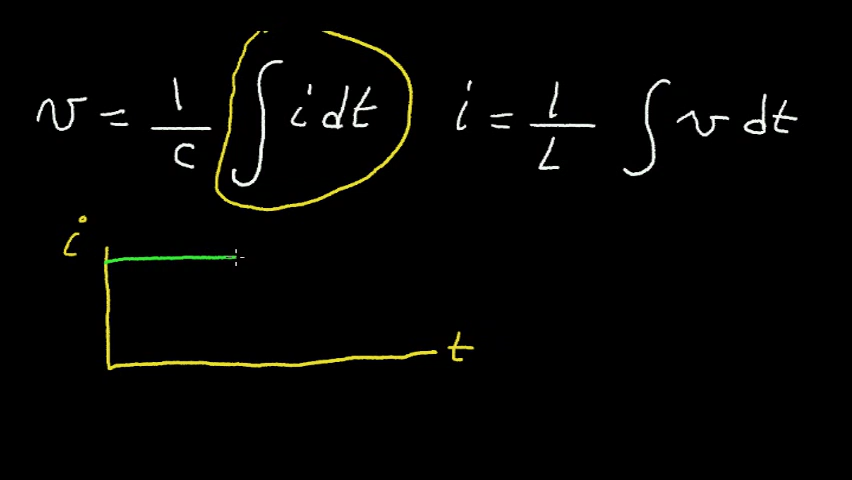 v = 1/c ∫ i dt i = 1/L ∫ v dt
i
t